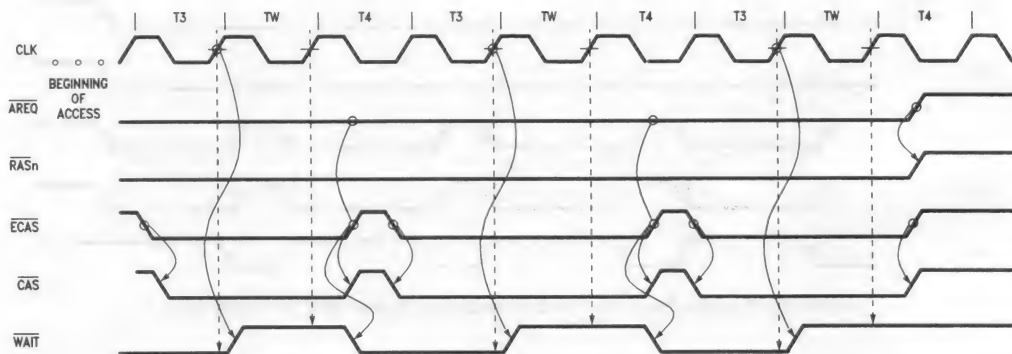 T3 TW T4 T3 TW T4 T3 TW T4
CLK
BEGINNING
OF
ACCESS
AREQ
RASn
ECAS
CAS
WAIT